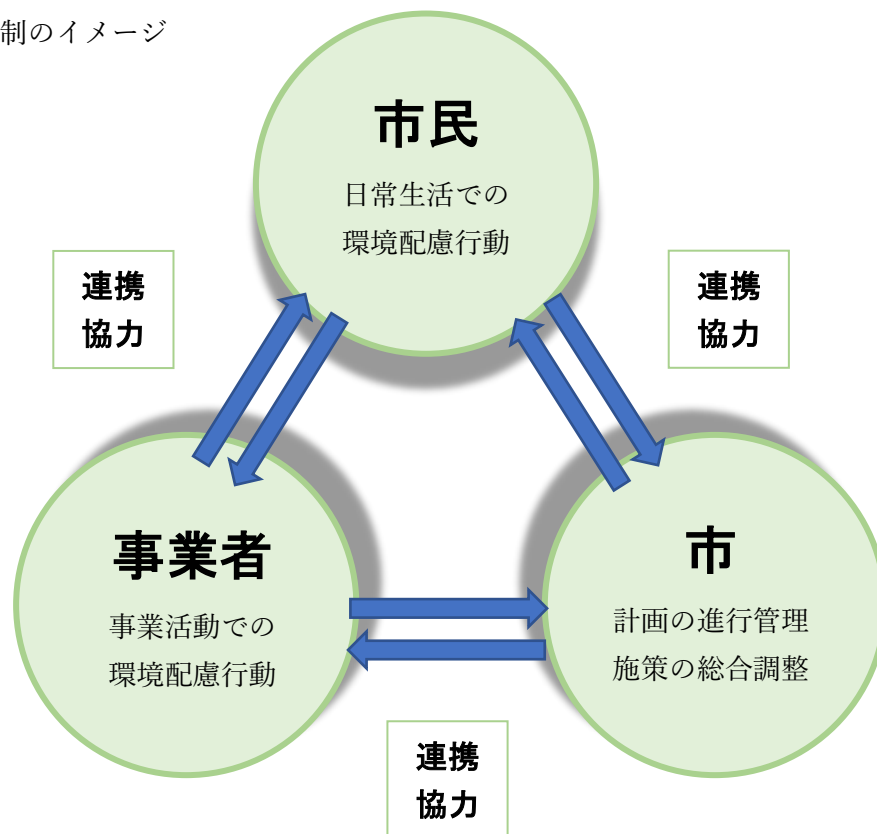 制のイメージ
市民
日常生活での
環境配慮行動
連携
協力
連携
協力
事業者
事業活動での
環境配慮行動
市
計画の進行管理
施策の総合調整
連携
協力